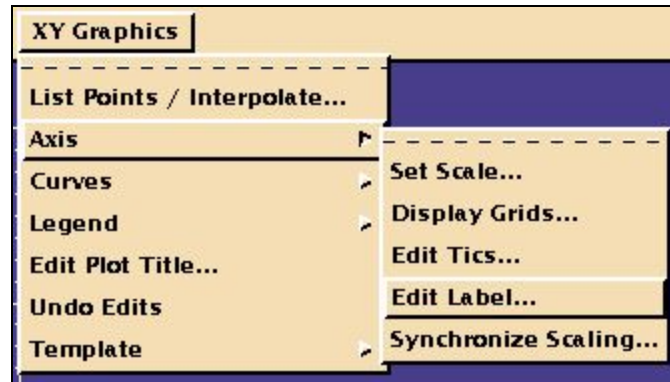 XY Graphics
List Points / Interpolate...
Axis
Curves
Legend
Edit Plot Title...
Undo Edits
Template
Set Scale...
Display Grids...
Edit Tics...
Edit Label...
Synchronize Scaling...